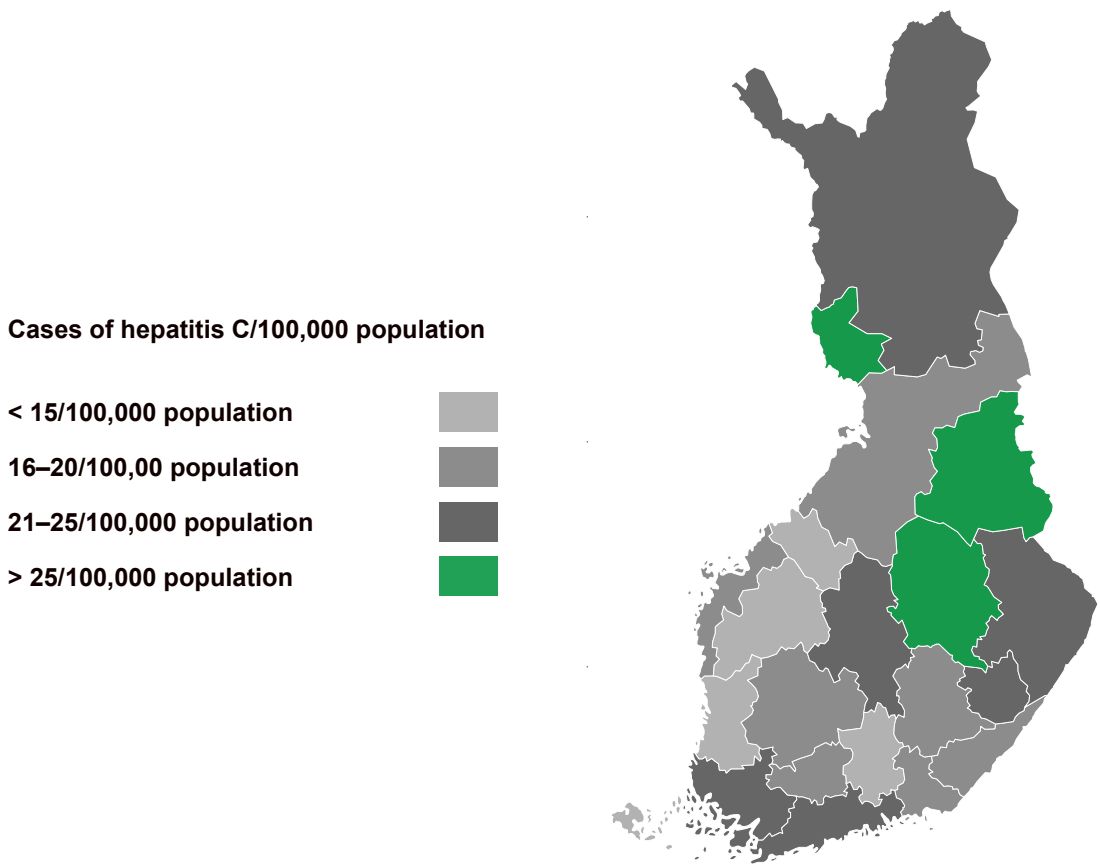 Cases of hepatitis C/100,000 population
< 15/100,000 population
16–20/100,00 population
21–25/100,000 population
> 25/100,000 population